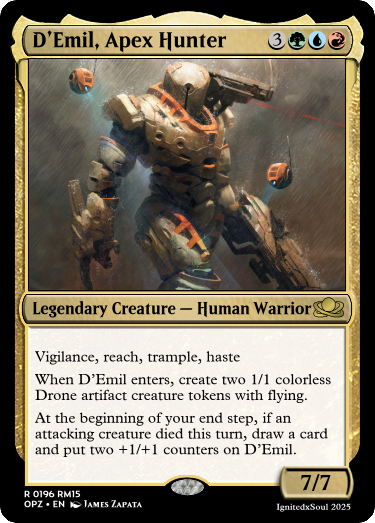 D'Emil, Apex Hunter 3
Legendary Creature — Human Warrior
Vigilance, reach, trample, haste
When D'Emil enters, create two 1/1 colorless
Drone artifact creature tokens with flying.
At the beginning of your end step, if an
attacking creature died this turn, draw a card
and put two +1/+1 counters on D'Emil.
7/7
R 0196 RM15
OPZ • EN James Zapata
IgnitedxSoul 2025